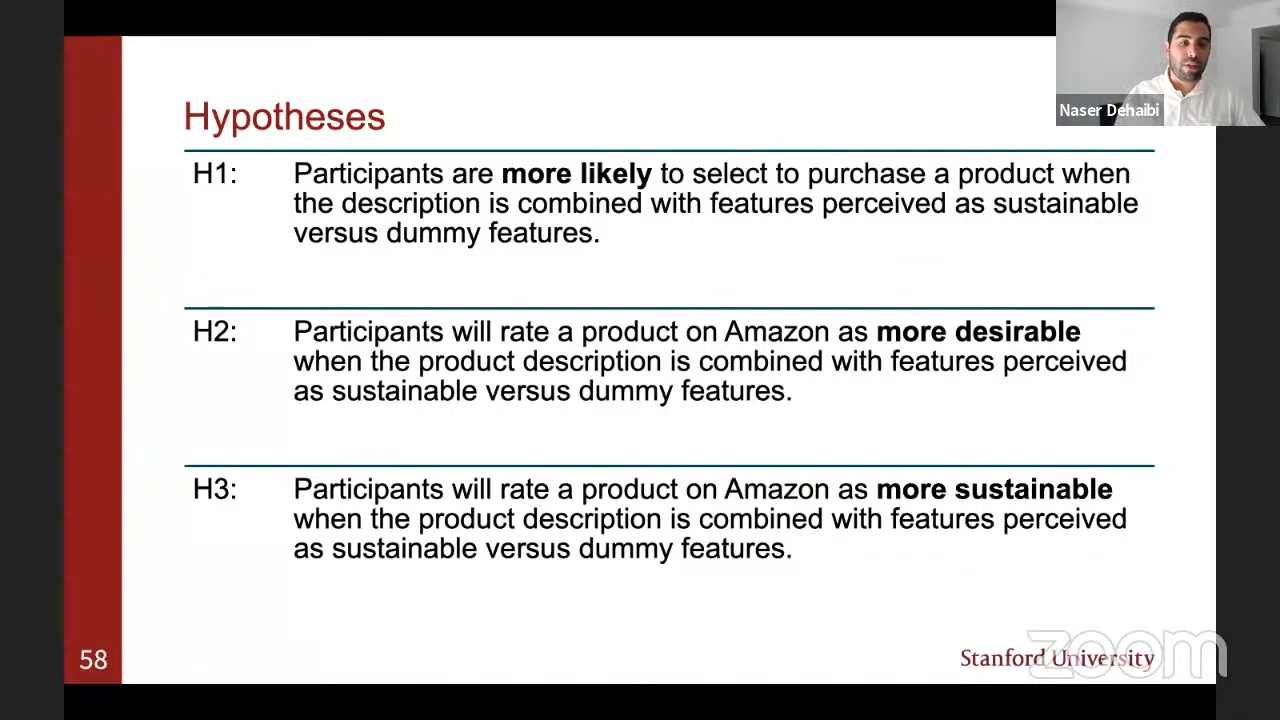 Naser Dehaibi
Hypotheses
H1:
Participants are more likely to select to purchase a product when
the description is combined with features perceived as sustainable
versus dummy features.
H2:
Participants will rate a product on Amazon as more desirable
when the product description is combined with features perceived
as sustainable versus dummy features.
H3:
Participants will rate a product on Amazon as more sustainable
when the product description is combined with features perceived
as sustainable versus dummy features.
58
Stanford University
zoom